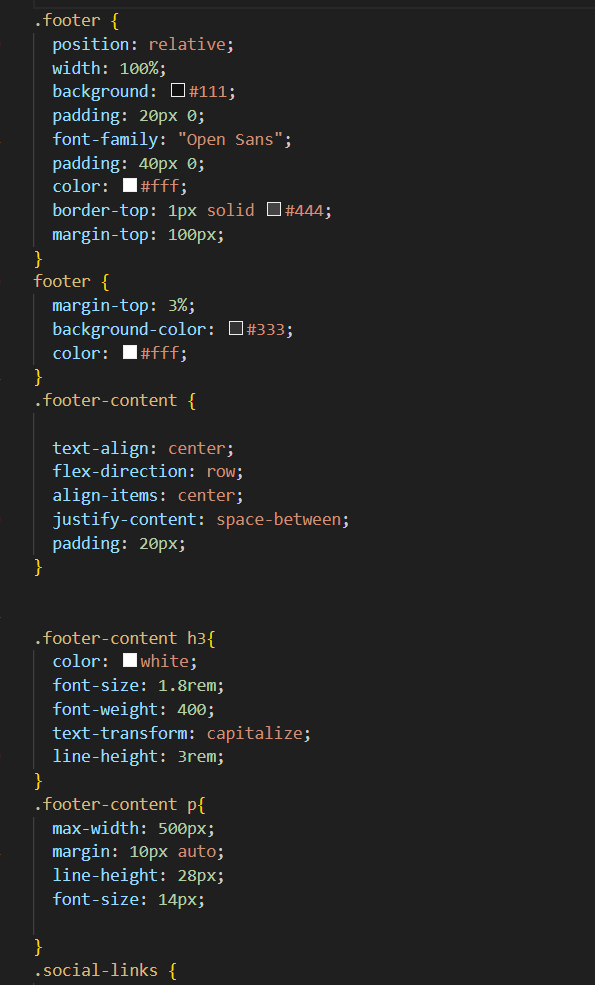 .footer {
position: relative;
width: 100%;
background: #111;
padding: 20px 0;
font-family: "Open Sans";
padding: 40px 0;
color: #fff;
border-top: 1px solid #444;
margin-top: 100px;
}
footer {
margin-top: 3%;
background-color: #333;
color: #fff;
}
.footer-content {
text-align: center;
flex-direction: row;
align-items: center;
justify-content: space-between;
padding: 20px;
}
.footer-content h3{
color: white;
font-size: 1.8rem;
font-weight: 400;
text-transform: capitalize;
line-height: 3rem;
}
.footer-content p{
max-width: 500px;
margin: 10px auto;
line-height: 28px;
font-size: 14px;
}
.social-links {